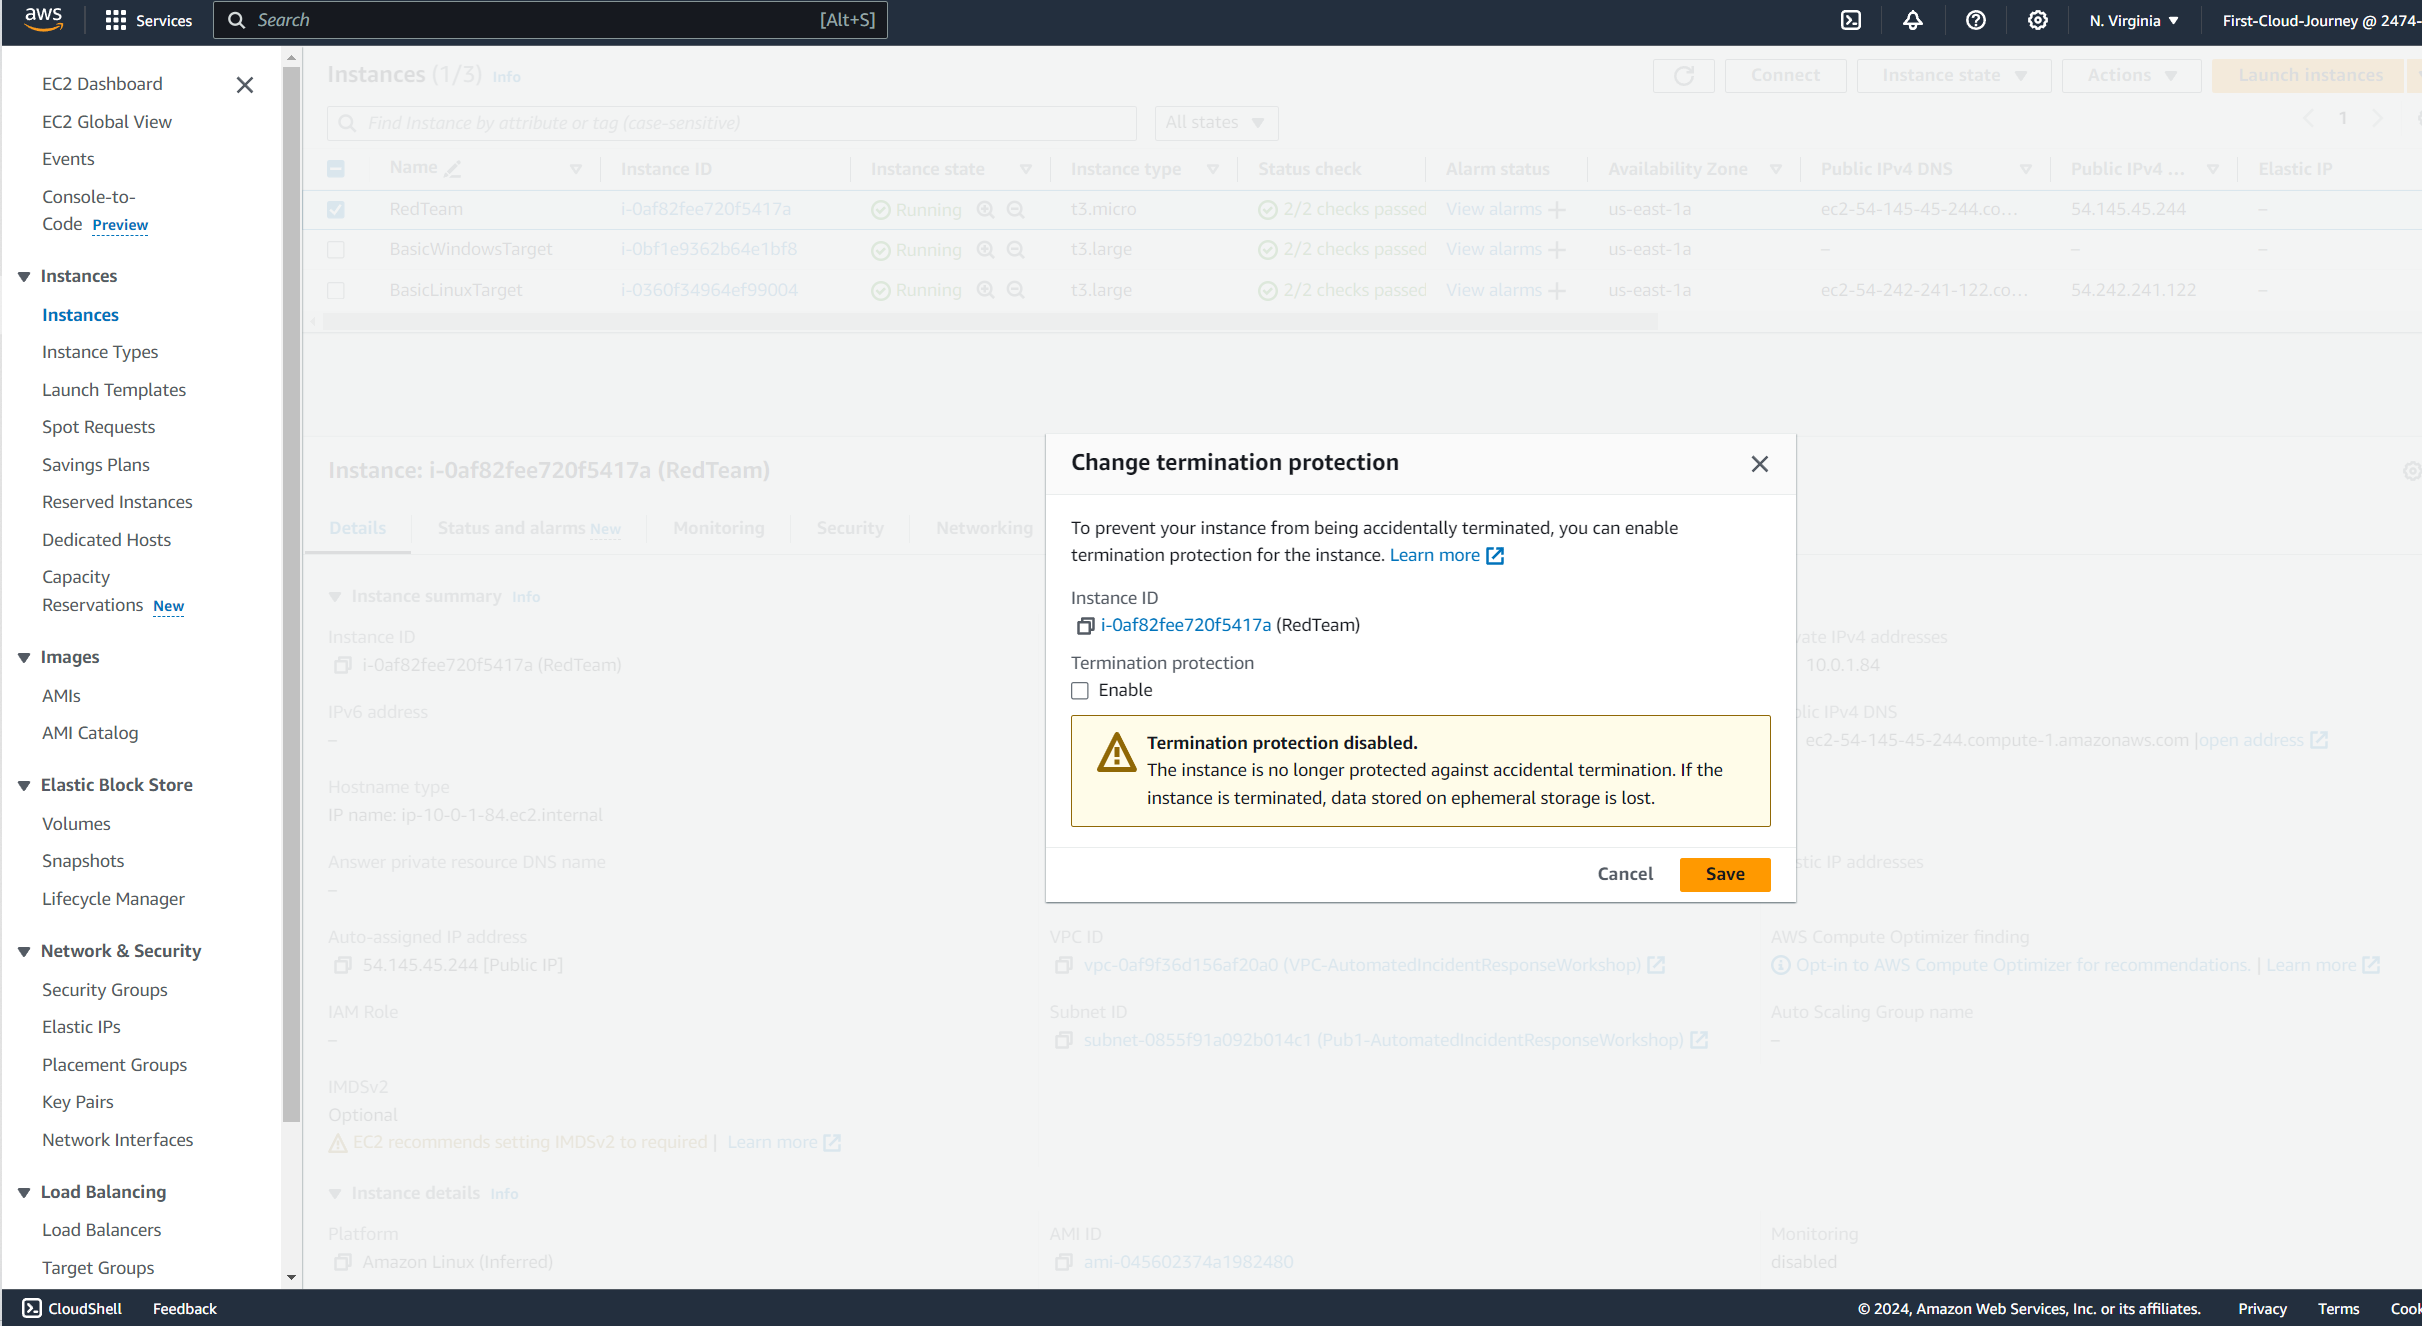 aws
Services
Search
[Alt+S]
N. Virginia
First-Cloud-Journey @ 2474-
EC2 Dashboard
EC2 Global View
Events
Console-to-
Code Preview
Instances
Instances
Instance Types
Launch Templates
Spot Requests
Savings Plans
Reserved Instances
Dedicated Hosts
Capacity
Reservations New
Images
AMIs
AMI Catalog
Elastic Block Store
Volumes
Snapshots
Lifecycle Manager
Network & Security
Security Groups
Elastic IPs
Placement Groups
Key Pairs
Network Interfaces
Load Balancing
Load Balancers
Target Groups
Instances (1/3) Info
Connect
Instance state
Actions
Launch instances
Find Instance by attribute or tag (case-sensitive)
All states
1
Name Instance ID Instance state Instance type Status check Alarm status Availability Zone Public IPv4 DNS Public IPv4 ... Elastic IP
RedTeam i-0af82fee720f5417a Running t3.micro 2/2 checks passed View alarms + us-east-1a ec2-54-145-45-244.co... 54.145.45.244 –
BasicWindowsTarget i-0bf1e9362b64e1bf8 Running t3.large 2/2 checks passed View alarms + us-east-1a – – –
BasicLinuxTarget i-0360f34964ef99004 Running t3.large 2/2 checks passed View alarms + us-east-1a ec2-54-242-241-122.co... 54.242.241.122 –
Instance: i-0af82fee720f5417a (RedTeam)
Details Status and alarms New Monitoring Security Networking
Instance summary Info
Instance ID
i-0af82fee720f5417a (RedTeam)
IPv6 address
–
Hostname type
IP name: ip-10-0-1-84.ec2.internal
Answer private resource DNS name
–
Auto-assigned IP address
54.145.45.244 [Public IP]
IAM Role
–
IMDSv2
Optional
EC2 recommends setting IMDSv2 to required | Learn more
Change termination protection
To prevent your instance from being accidentally terminated, you can enable
termination protection for the instance. Learn more
Instance ID
i-0af82fee720f5417a (RedTeam)
Termination protection
Enable
Termination protection disabled.
The instance is no longer protected against accidental termination. If the
instance is terminated, data stored on ephemeral storage is lost.
Cancel
Save
VPC ID
vpc-0af9f36d156af20a0 (VPC-AutomatedIncidentResponseWorkshop)
Subnet ID
subnet-0855f91a092b014c1 (Pub1-AutomatedIncidentResponseWorkshop)
vate IPv4 addresses
10.0.1.84
lic IPv4 DNS
ec2-54-145-45-244.compute-1.amazonaws.com |open address
stic IP addresses
AWS Compute Optimizer finding
Opt-in to AWS Compute Optimizer for recommendations. | Learn more
Auto Scaling Group name
–
Instance details Info
Platform
Amazon Linux (Inferred)
AMI ID
ami-045602374a1982480
Monitoring
disabled
CloudShell
Feedback
© 2024, Amazon Web Services, Inc. or its affiliates.
Privacy
Terms
Cook